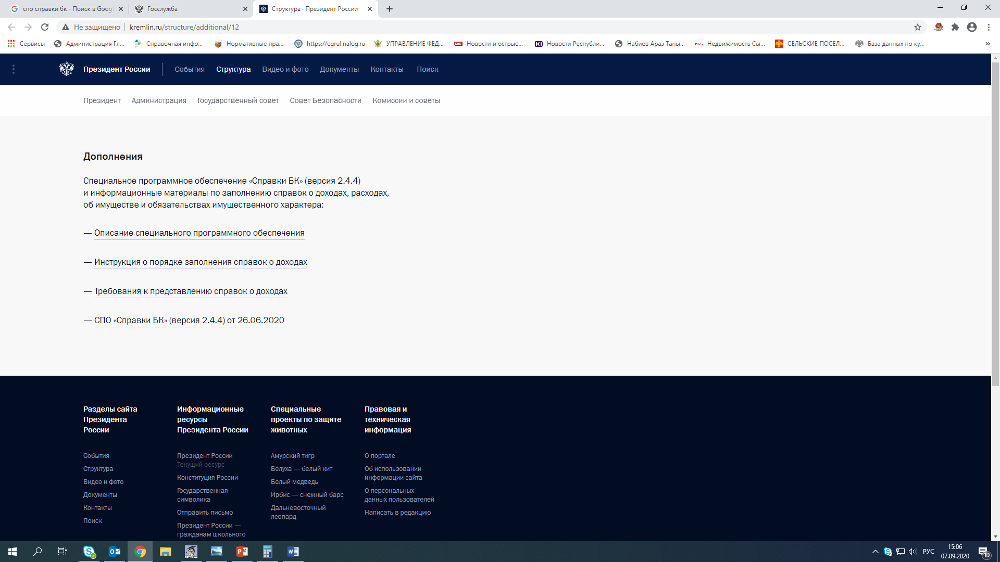 спо справки бк - Поиск в Goog
Госслужба
Структура · Президент России
Не защищено
kremlin.ru/structure/additional/12
Сервисы
Администрация Гл...
Справочная инфо...
Нормативные пра...
https://egrul.nalog.ru
УПРАВЛЕНИЕ ФЕД...
Новости и острые...
Новости Республи...
Набиев Араз Таны...
Недвижимость Сы...
СЕЛЬСКИЕ ПОСЕЛ...
База данных по ку...
»
Президент России
События
Структура
Видео и фото
Документы
Контакты
Поиск
Президент
Администрация
Государственный совет
Совет Безопасности
Комиссии и советы
Дополнения
Специальное программное обеспечение «Справки БК» (версия 2.4.4)
и информационные материалы по заполнению справок о доходах, расходах,
об имуществе и обязательствах имущественного характера:
— Описание специального программного обеспечения
— Инструкция о порядке заполнения справок о доходах
— Требования к представлению справок о доходах
— СПО «Справки БК» (версия 2.4.4) от 26.06.2020
Разделы сайта
Президента
России
События
Структура
Видео и фото
Документы
Контакты
Поиск
Информационные
ресурсы
Президента России
Президент России
Текущий ресурс
Конституция России
Государственная
символика
Отправить письмо
Президент России —
гражданам школьного
Специальные
проекты по защите
животных
Амурский тигр
Белуха — белый кит
Белый медведь
Ирбис — снежный барс
Дальневосточный
леопард
Правовая и
техническая
информация
О портале
Об использовании
информации сайта
О персональных
данных пользователей
Написать в редакцию
РУС
15:06
07.09.2020
10